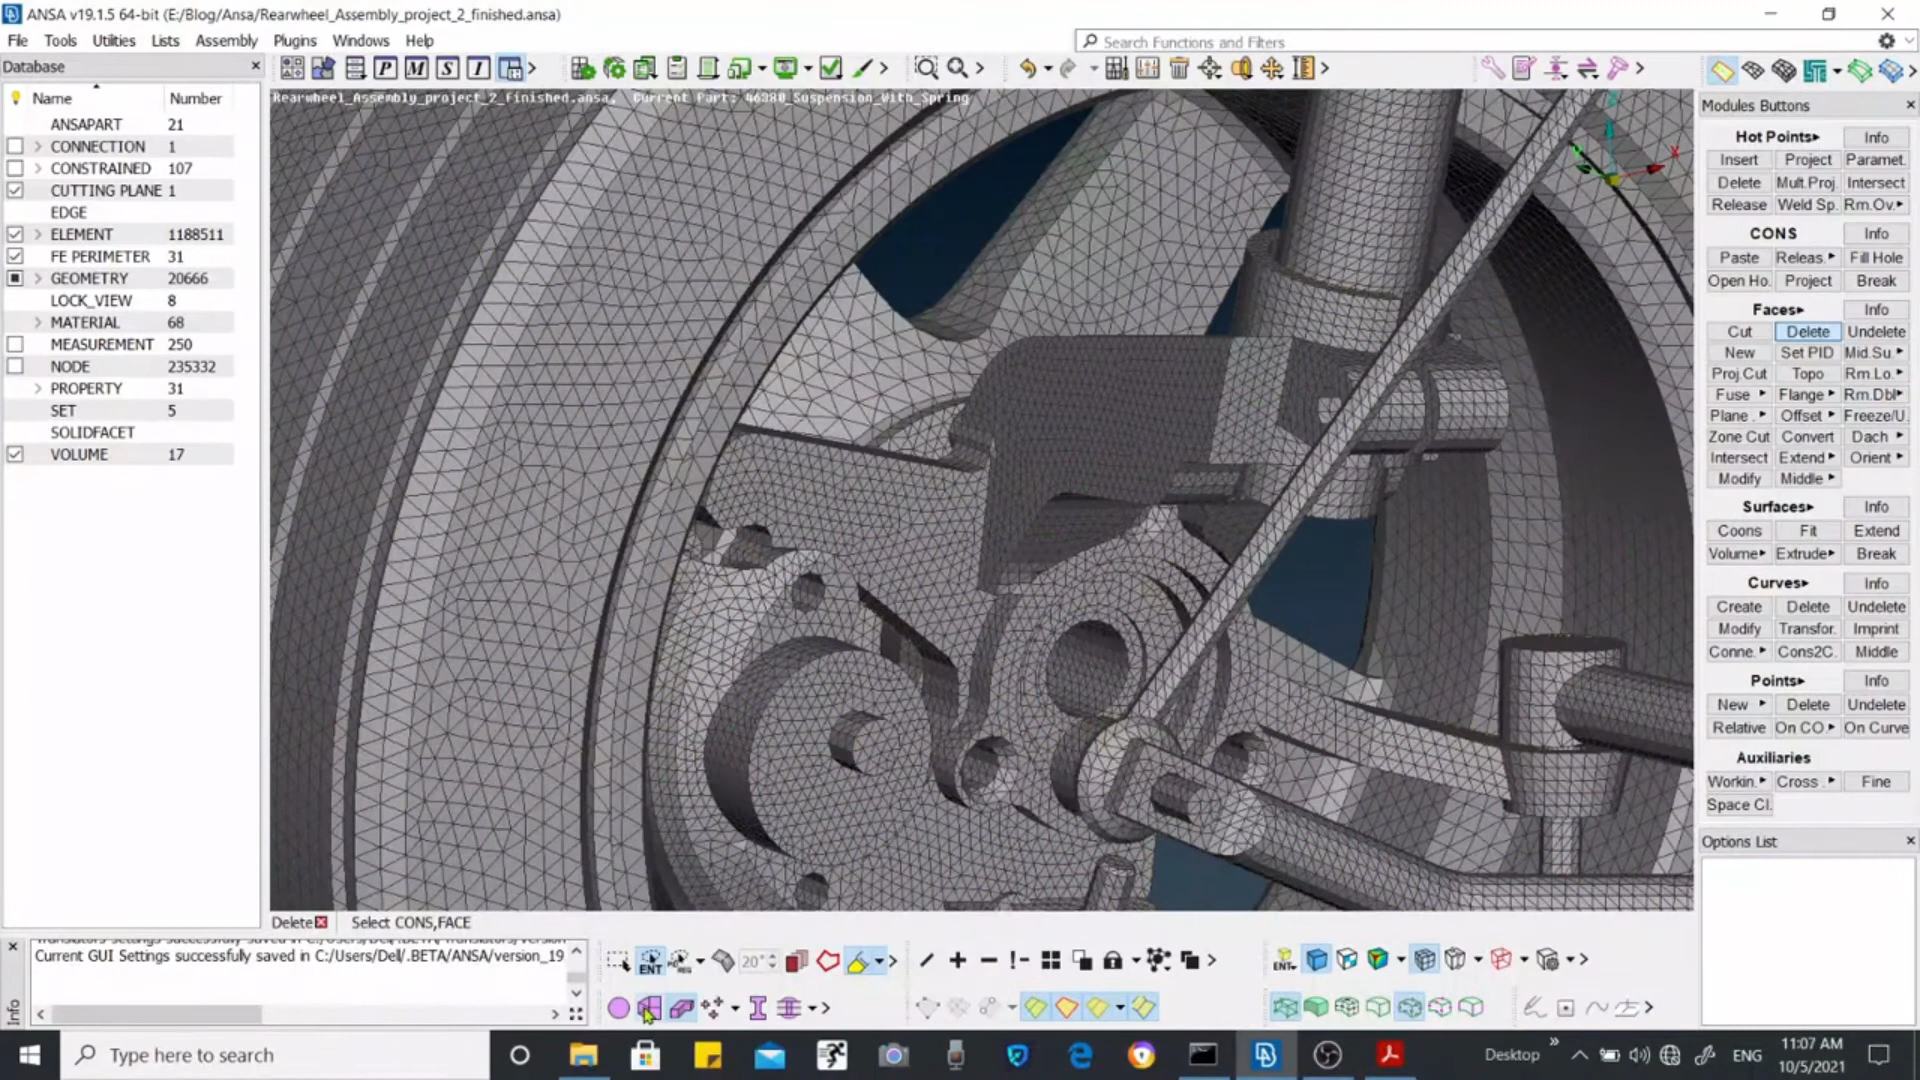 ANSA v19.1.5 64-bit (E:/Blog/Ansa/Rearwheel_Assembly_project_2_finished.ansa)
File Tools Utilities Lists Assembly Plugins Windows Help
Search Functions and Filters
Database
P M S I
Name Number
ANSAPART 21
CONNECTION 1
CONSTRAINED 107
CUTTING PLANE 1
EDGE
ELEMENT 1188511
FE PERIMETER 31
GEOMETRY 20666
LOCK_VIEW 8
MATERIAL 68
MEASUREMENT 250
NODE 235332
PROPERTY 31
SET 5
SOLIDFACET
VOLUME 17
Rearwheel_Assembly_project_2_finished.ansa, Current Part: 46380_Suspension_With_Spring
Modules Buttons
Hot Points Info
Insert Project Paramet.
Delete Mult.Proj. Intersect
Release Weld Sp. Rm.Ov.
CONS Info
Paste Releas. Fill Hole
Open Ho. Project Break
Faces Info
Cut Delete Undelete
New Set PID Mid.Su.
Proj.Cut Topo Rm.Lo.
Fuse Flange Rm.Dbl
Plane . Offset Freeze/U.
Zone Cut Convert Dach
Intersect Extend Orient
Modify Middle
Surfaces Info
Coons Fit Extend
Volume Extrude Break
Curves Info
Create Delete Undelete
Modify Transfor. Imprint
Conne. Cons2C. Middle
Points Info
New Delete Undelete
Relative On CO. On Curve
Auxiliaries
Workin. Cross . Fine
Space Cl.
Options List
Delete Select CONS,FACE
Current GUI Settings successfully saved in C:/Users/Dell/.BETA/ANSA/version_19
Info
ENT 20° ENT
Type here to search
Desktop ENG 11:07 AM
10/5/2021